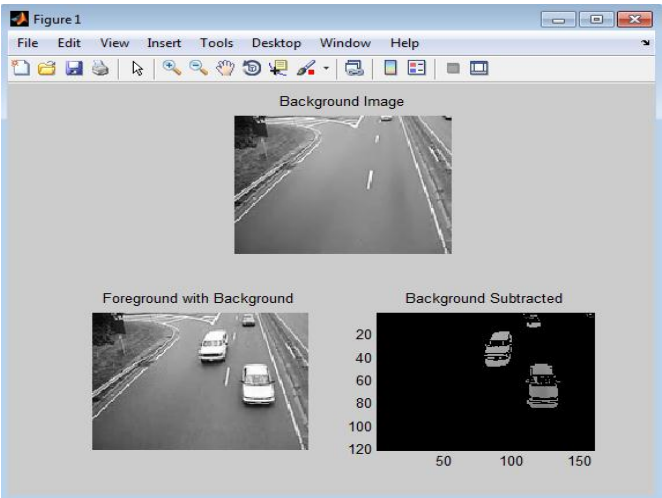 Figure 1
File Edit View Insert Tools Desktop Window Help
Background Image
Foreground with Background
Background Subtracted
20
40
60
80
100
120
50 100 150